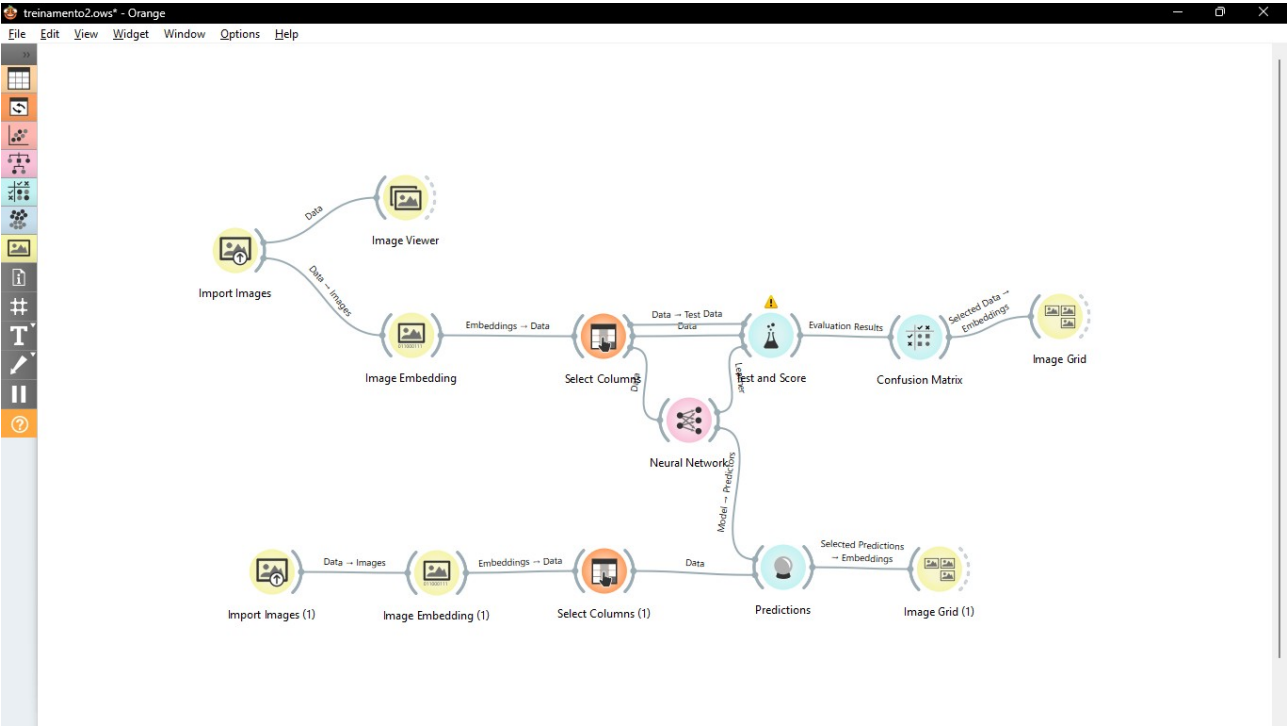 treinamento2.ows* - Orange
File Edit View Widget Window Options Help
Data
Image Viewer
Import Images
Data → Images
Embeddings → Data
Image Embedding
Data → Test Data
Data
Select Columns
Data
Learner
Test and Score
Evaluation Results
Confusion Matrix
Selected Data →
Embeddings
Image Grid
Neural Network
Model → Predictors
Import Images (1)
Data → Images
Image Embedding (1)
Embeddings → Data
Select Columns (1)
Data
Predictions
Selected Predictions
→ Embeddings
Image Grid (1)